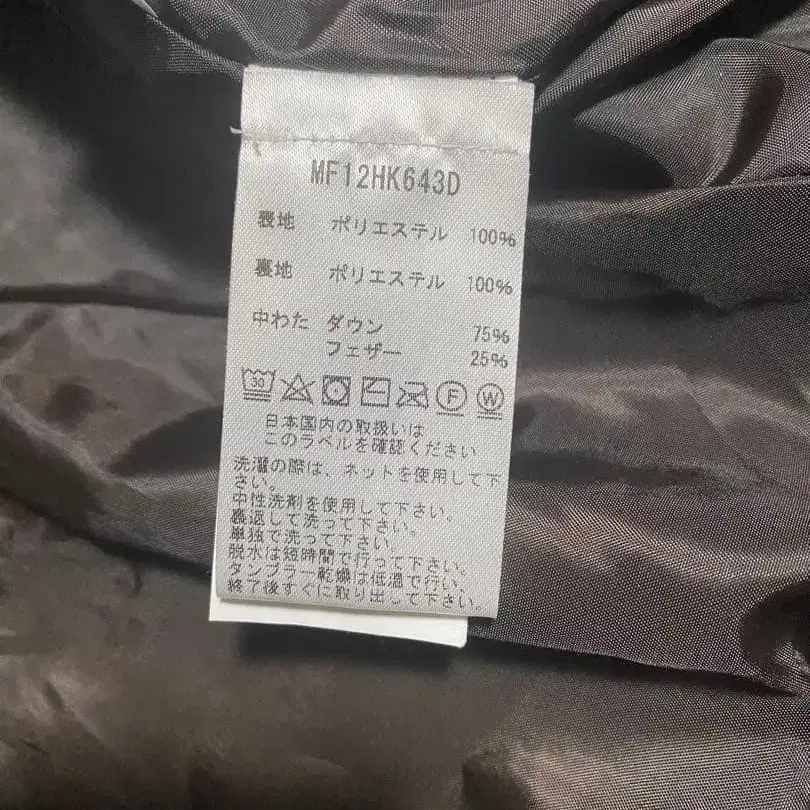 MF12HK643D
表地 ポリエステル 100%
裏地 ポリエステル 100%
中わた ダウン 75%
フェザー 25%
30
F W
日本国内の取扱いは
このラベルを確認ください
洗濯の際は、ネットを使用して下
さい。
中性洗剤を使用して下さい。
裏返して洗って下さい。
単独で洗って下さい。
脱水は短時間で行って下さい。
タンブラー乾燥は低温で行い、
終了後すぐに取り出して下さい。